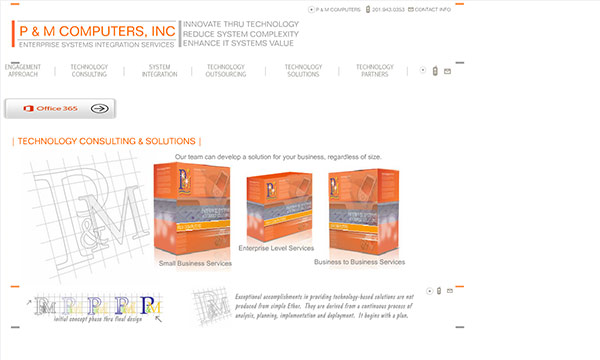 P & M COMPUTERS 201.943.0353 CONTACT INFO
P & M COMPUTERS, INC
ENTERPRISE SYSTEMS INTEGRATION SERVICES
INNOVATE THRU TECHNOLOGY
REDUCE SYSTEM COMPLEXITY
ENHANCE IT SYSTEMS VALUE
ENGAGEMENT APPROACH
TECHNOLOGY CONSULTING
SYSTEM INTEGRATION
TECHNOLOGY OUTSOURCING
TECHNOLOGY SOLUTIONS
TECHNOLOGY PARTNERS
Office 365
| TECHNOLOGY CONSULTING & SOLUTIONS |
Our team can develop a solution for your business, regardless of size.
P&M
Small Business Services
Enterprise Level Services
Business to Business Services
initial concept phase thru final design
Exceptional accomplishments in providing technology-based solutions are not
produced from simple Ethos. They are derived from a continuous process of
analysis, planning, implementation and deployment. It begins with a plan.